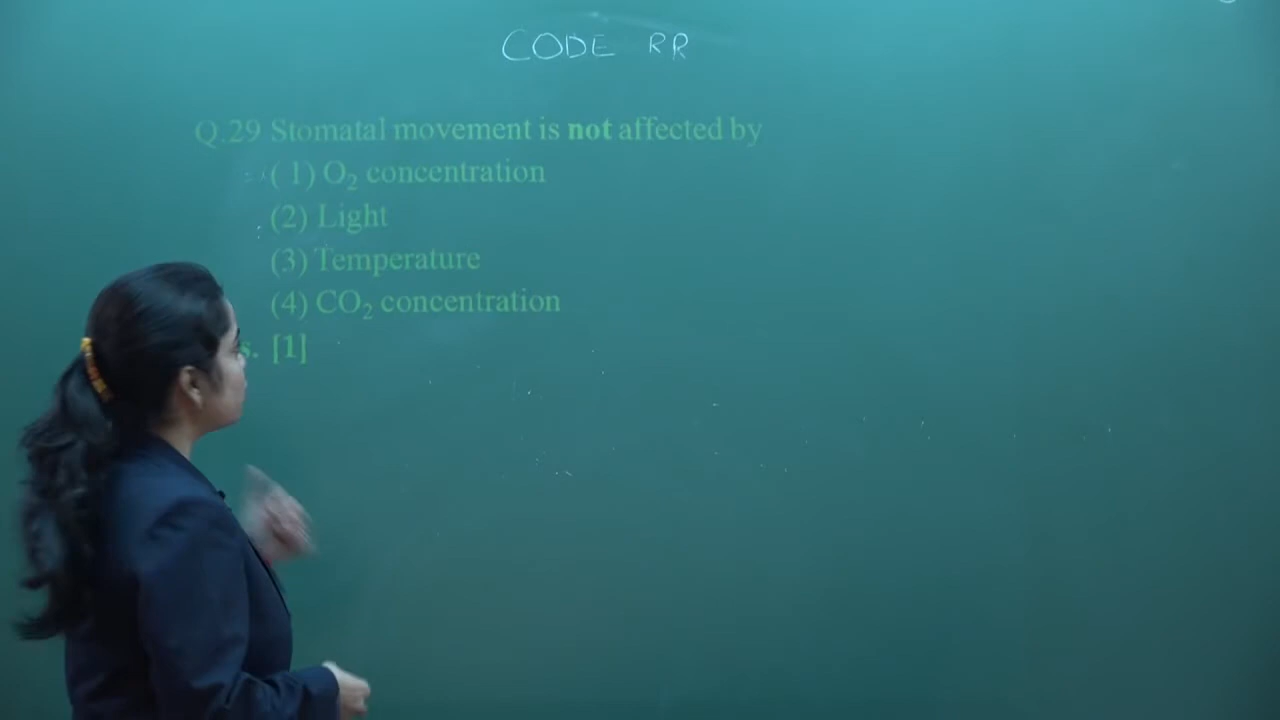 CODE RR
Q.29 Stomatal movement is not affected by
(1) O₂ concentration
(2) Light
(3) Temperature
(4) CO₂ concentration
s. [1]